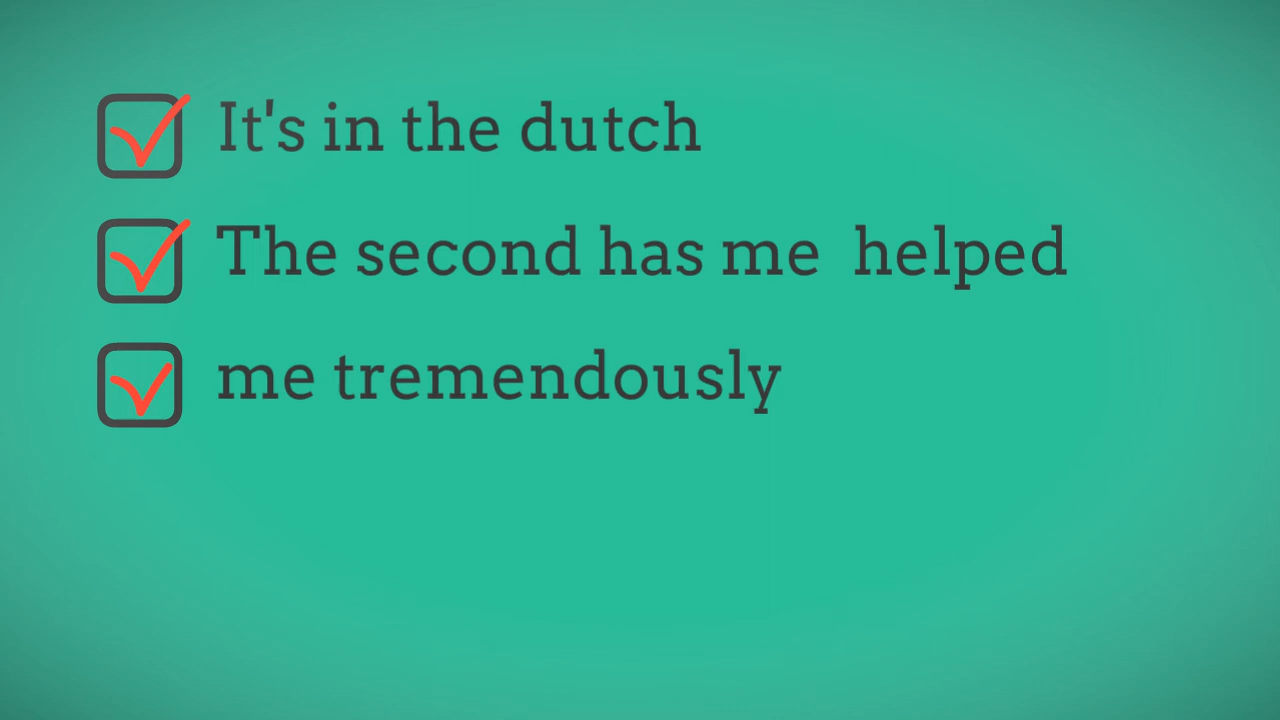 It's in the dutch
The second has me  helped
me tremendously